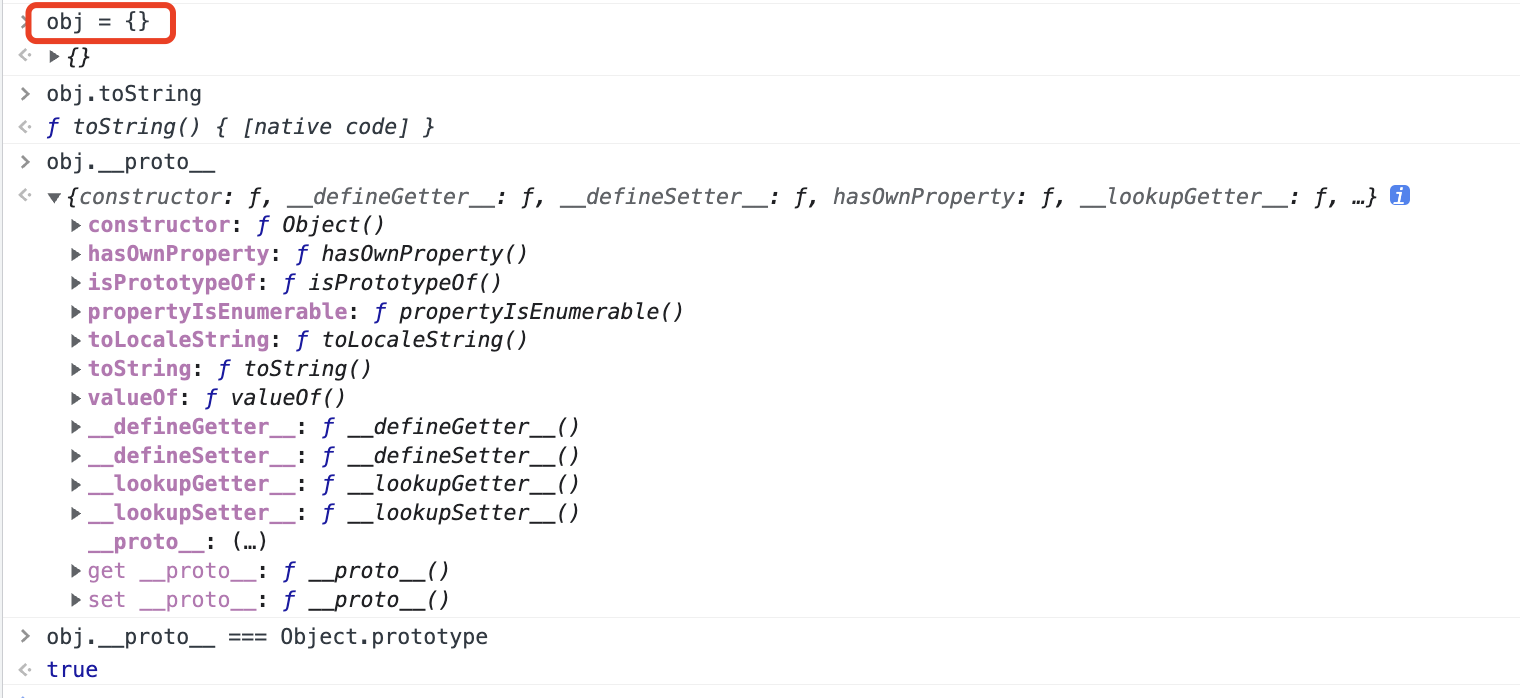 > obj = {}
<· ▶ {}
> obj.toString
<· ƒ toString() { [native code] }
> obj.__proto__
<· ▼ {constructor: ƒ, __defineGetter__: ƒ, __defineSetter__: ƒ, hasOwnProperty: ƒ, __lookupGetter__: ƒ, …} i
▶ constructor: ƒ Object()
▶ hasOwnProperty: ƒ hasOwnProperty()
▶ isPrototypeOf: ƒ isPrototypeOf()
▶ propertyIsEnumerable: ƒ propertyIsEnumerable()
▶ toLocaleString: ƒ toLocaleString()
▶ toString: ƒ toString()
▶ valueOf: ƒ valueOf()
▶ __defineGetter__: ƒ __defineGetter__()
▶ __defineSetter__: ƒ __defineSetter__()
▶ __lookupGetter__: ƒ __lookupGetter__()
▶ __lookupSetter__: ƒ __lookupSetter__()
__proto__: (…)
▶ get __proto__: ƒ __proto__()
▶ set __proto__: ƒ __proto__()
> obj.__proto__ === Object.prototype
<· true